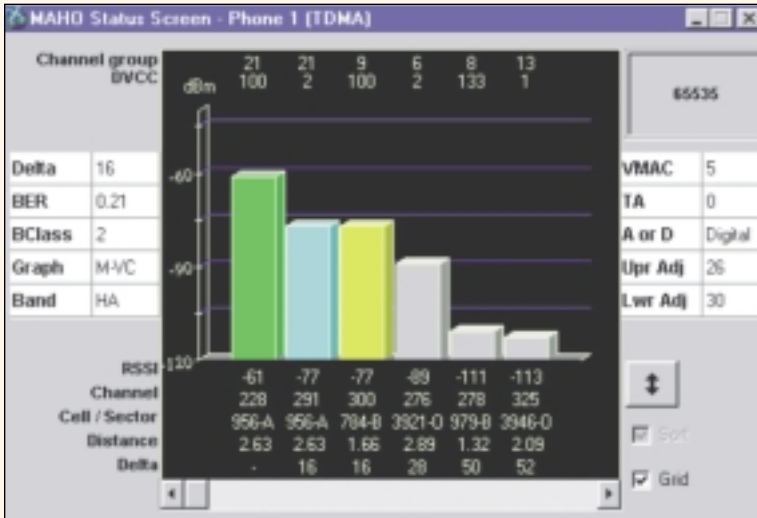 MAHO Status Screen - Phone 1 (TDMA)
Channel group 21 21 9 6 8 13
DVCC 100 2 100 2 133 1
dBm
65535
-60
-90
-120
Delta 16
BER 0.21
BClass 2
Graph M-VC
Band HA
VMAC 5
TA 0
A or D Digital
Upr Adj 26
Lwr Adj 30
RSSI -61 -77 -77 -89 -111 -113
Channel 228 291 300 276 278 325
Cell / Sector 956-A 956-A 784-B 3921-O 979-B 3946-O
Distance 2.63 2.63 1.66 2.89 1.32 2.09
Delta - 16 16 28 50 52
Sort
Grid